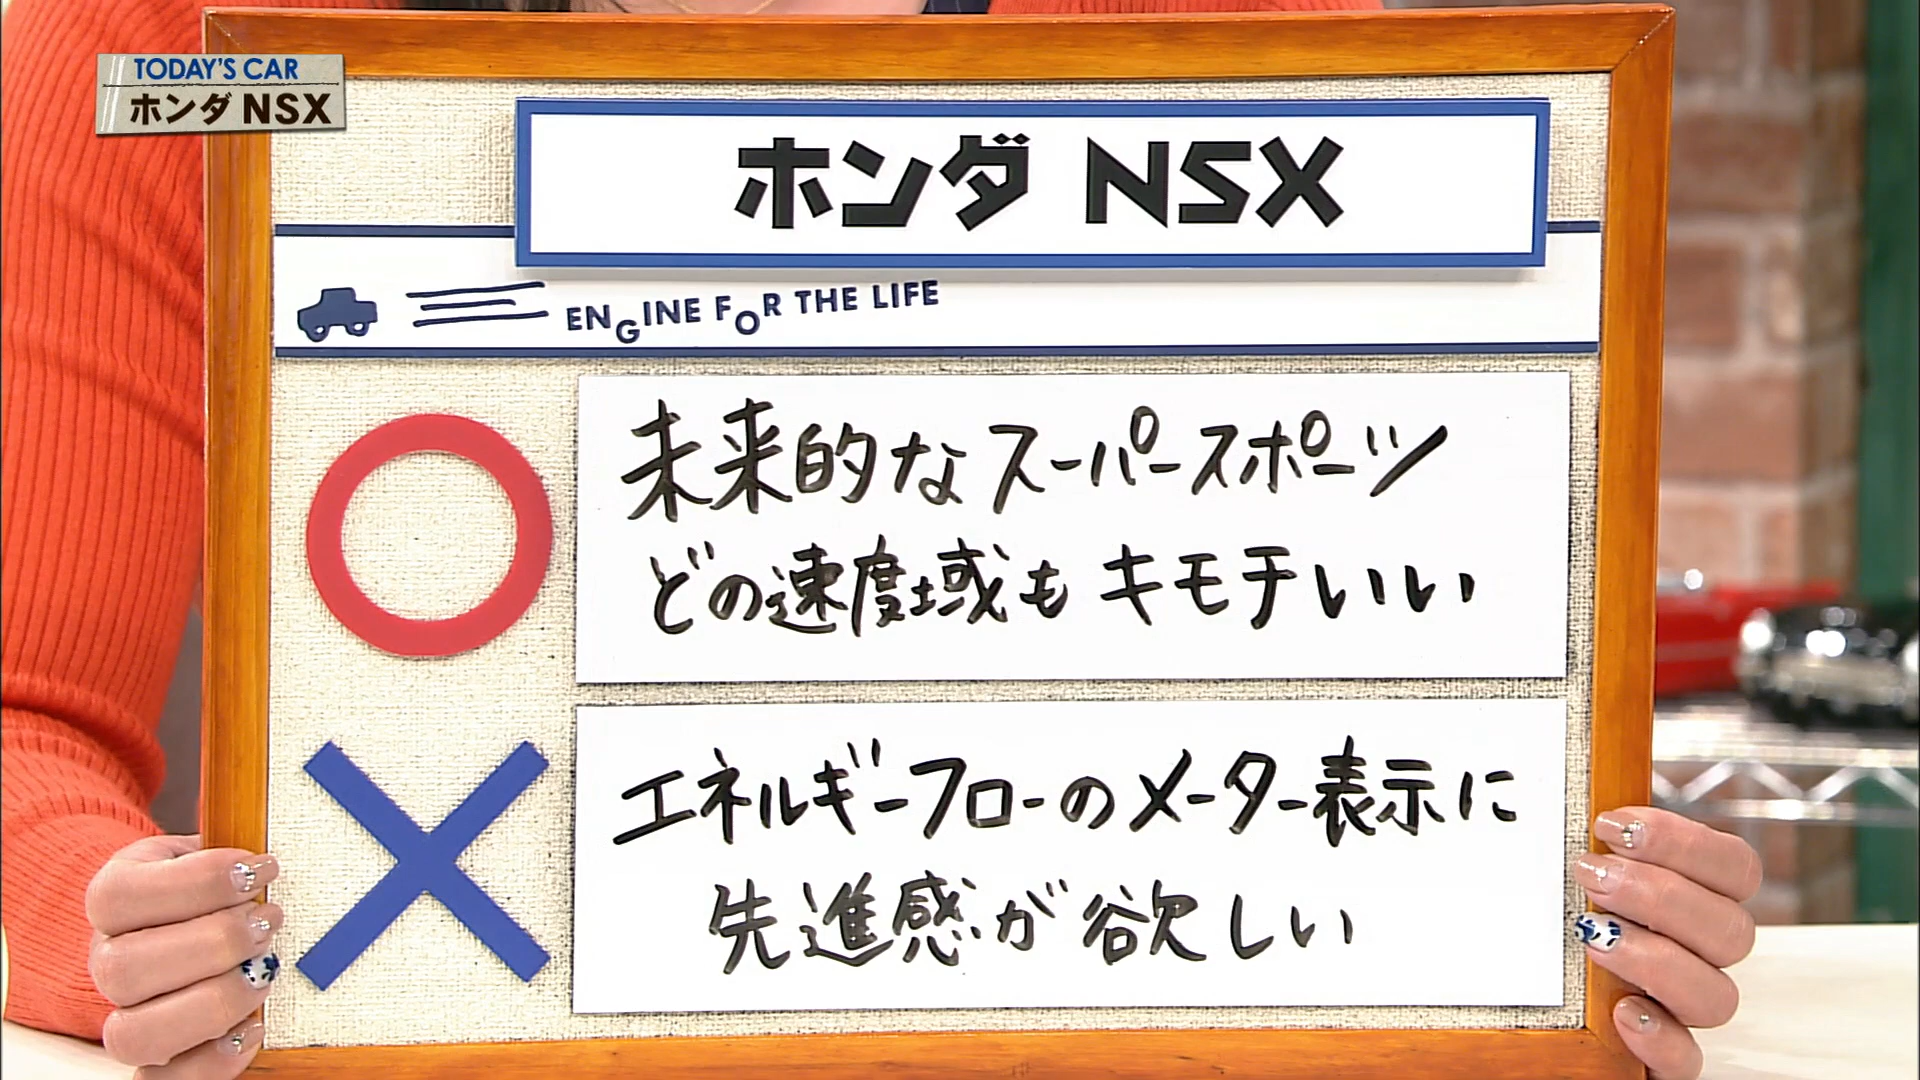 TODAY'S CAR
ホンダ NSX
ホンダ NSX
ENGINE FOR THE LIFE
未来的なスーパースポーツ
どの速度域もキモチいい
エネルギーフローのメーター表示に
先進感が欲しい